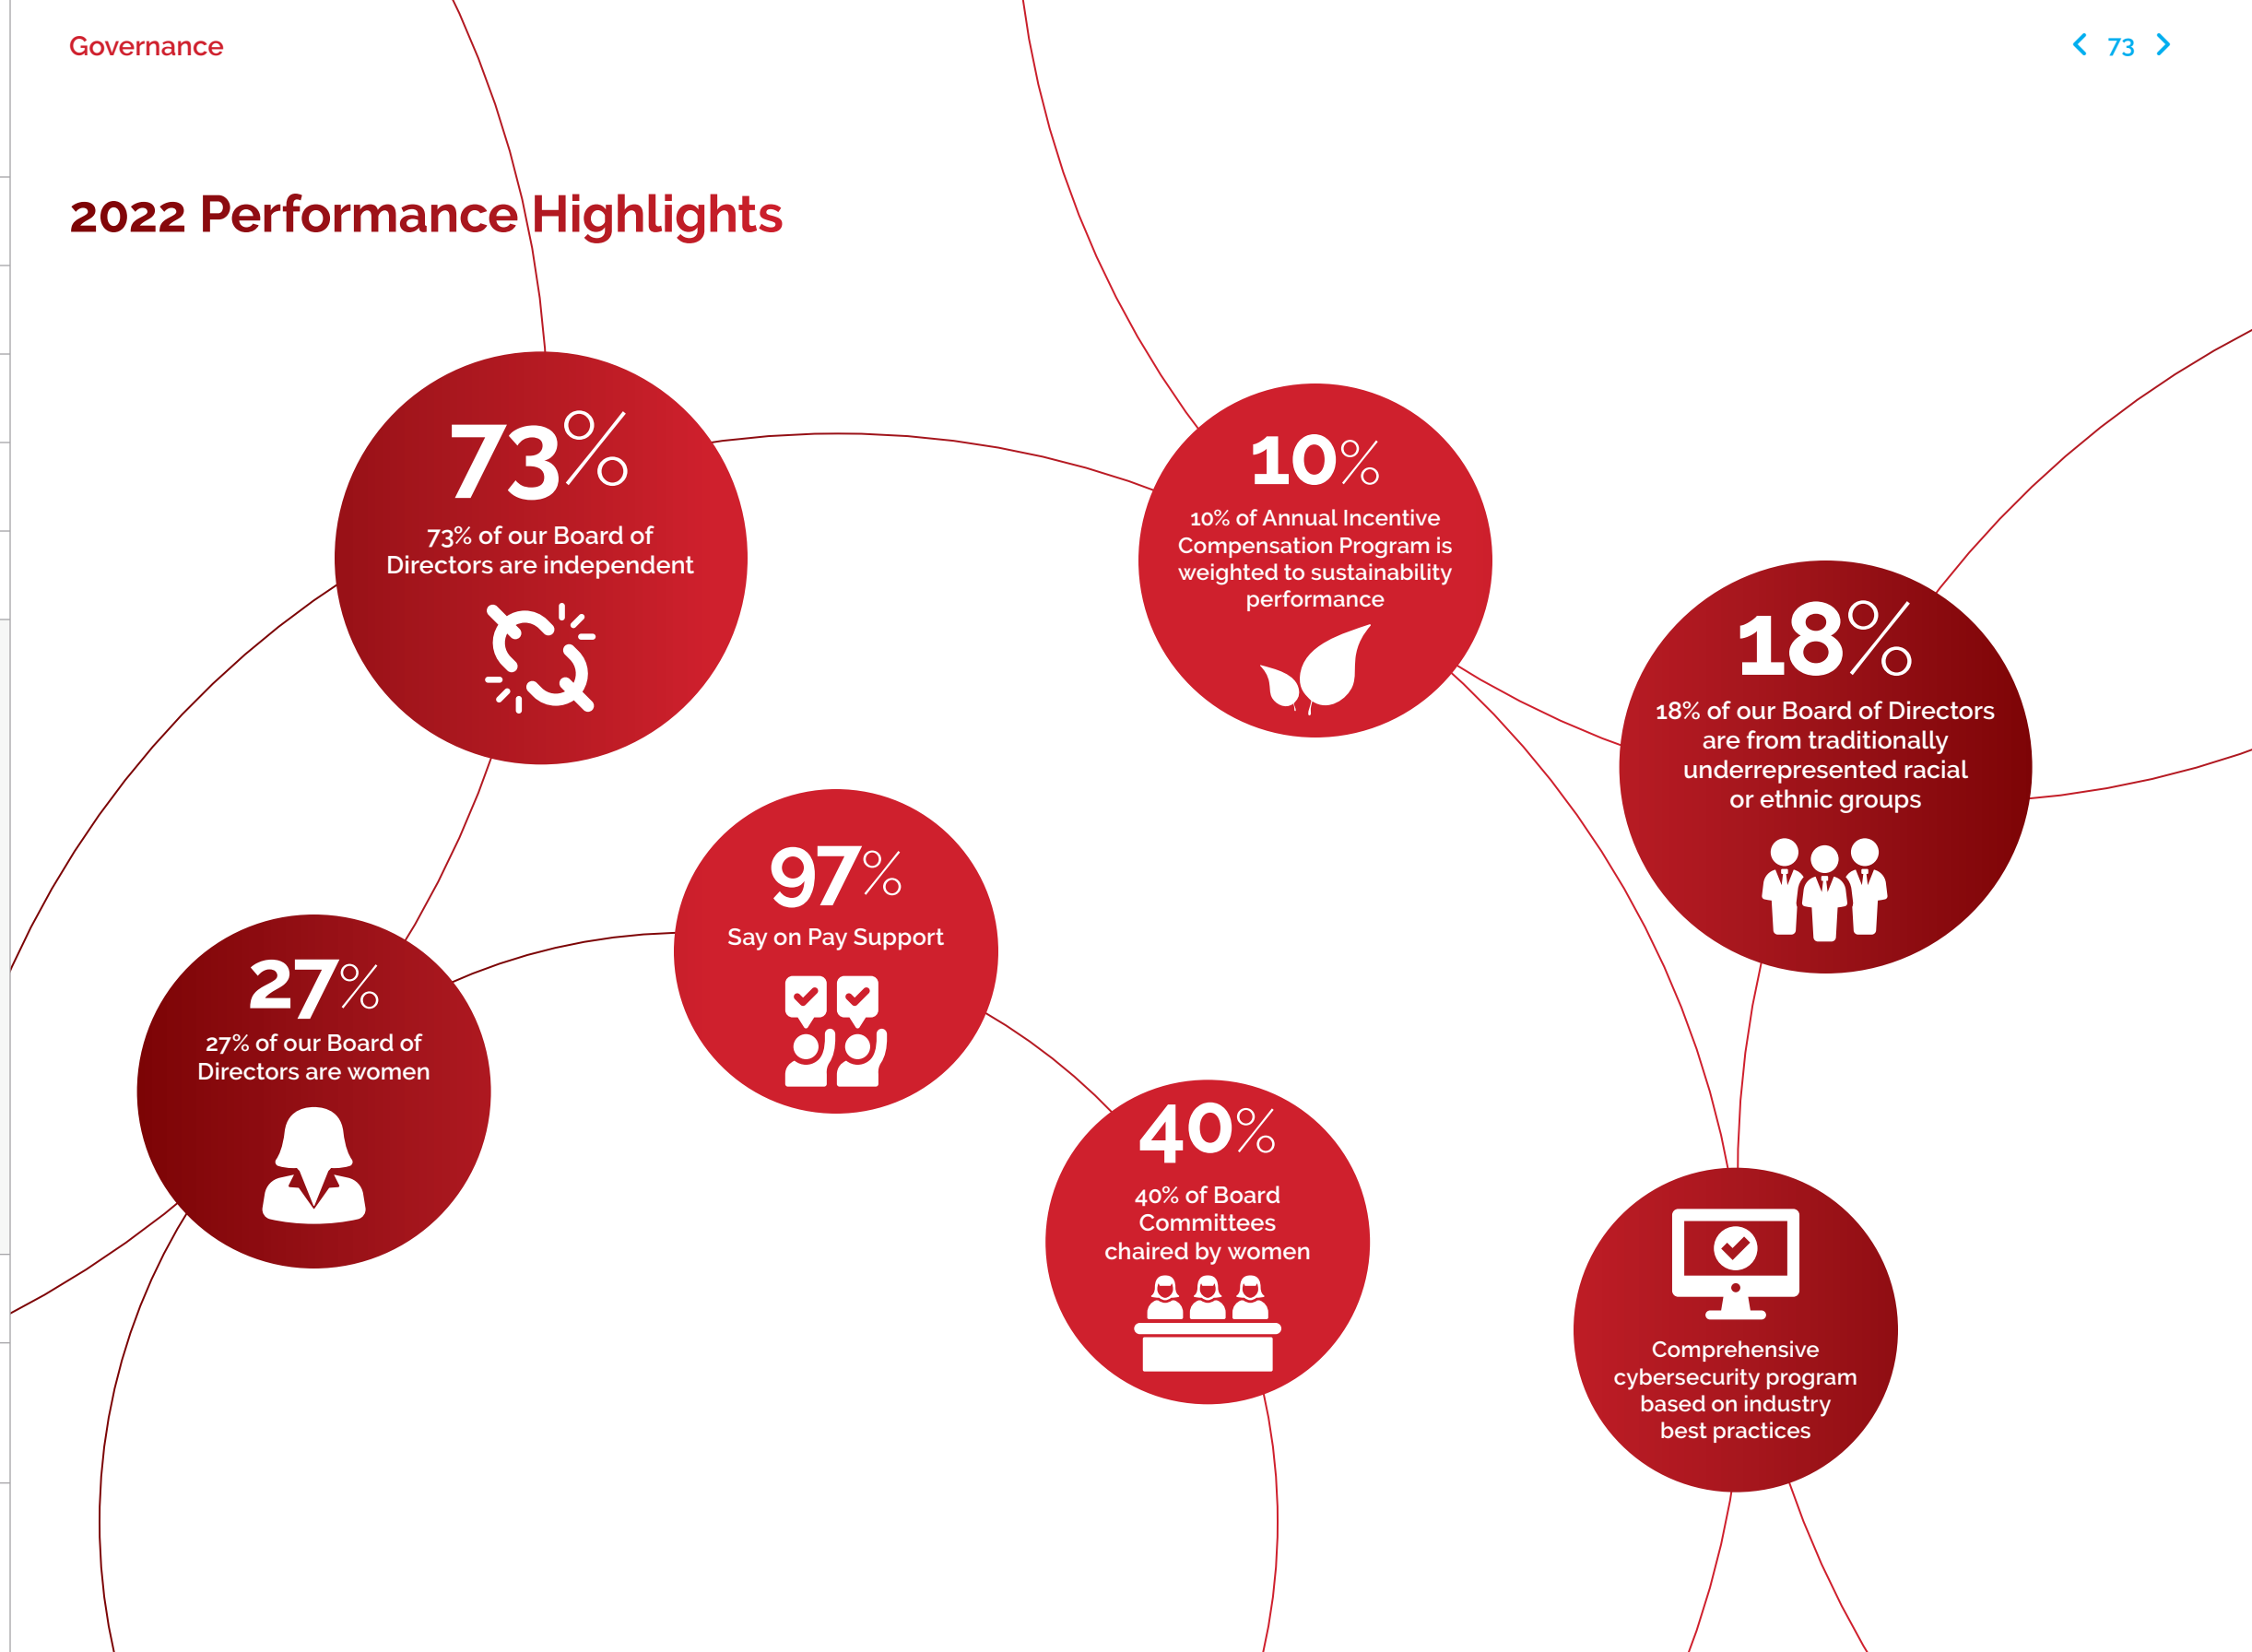 Governance
73
2022 Performance Highlights
73%
73% of our Board of
Directors are independent
10%
10% of Annual Incentive
Compensation Program is
weighted to sustainability
performance
18%
18% of our Board of Directors
are from traditionally
underrepresented racial
or ethnic groups
97%
Say on Pay Support
27%
27% of our Board of
Directors are women
40%
40% of Board
Committees
chaired by women
Comprehensive
cybersecurity program
based on industry
best practices